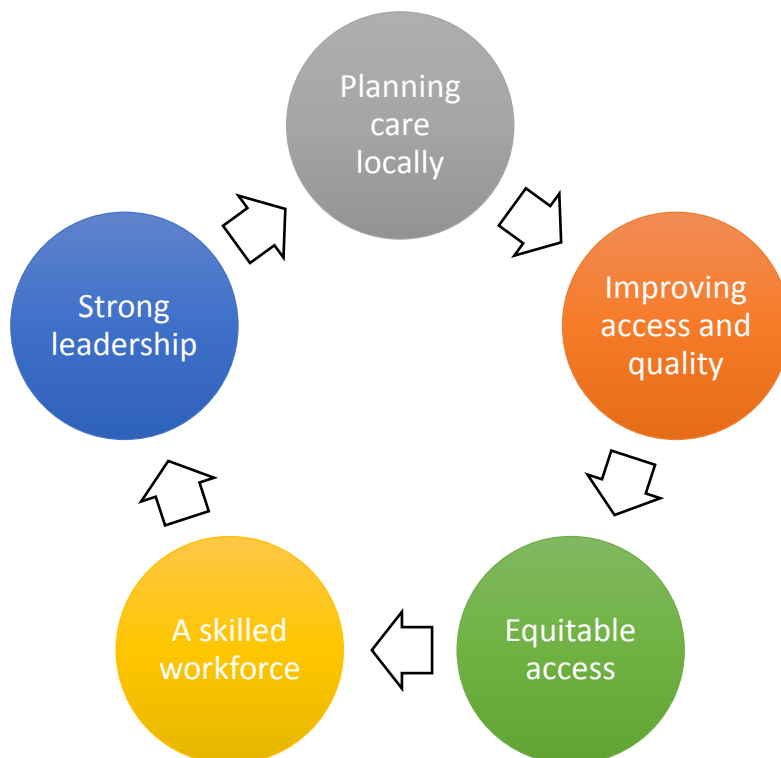 Planning
care
locally
Improving
access and
quality
Equitable
access
A skilled
workforce
Strong
leadership